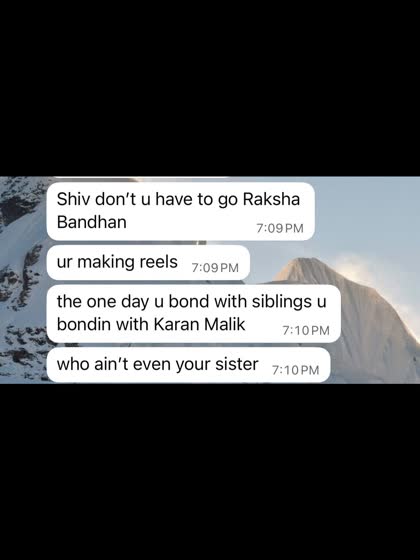 Shiv don’t u have to go Raksha
Bandhan
7:09 PM
ur making reels 7:09 PM
the one day u bond with siblings u
bondin with Karan Malik
7:10 PM
who ain’t even your sister 7:10 PM